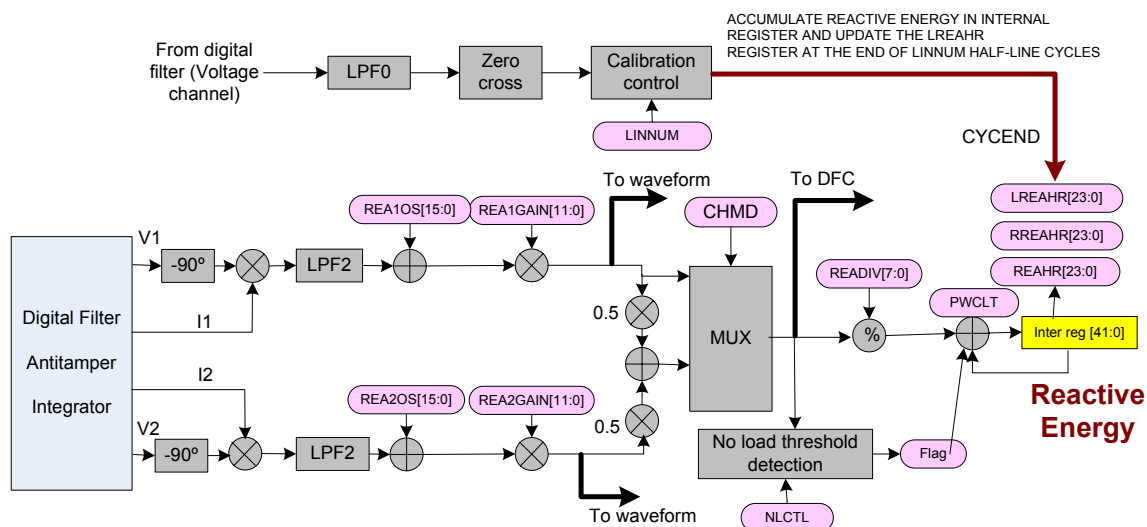 ACCUMULATE REACTIVE ENERGY IN INTERNAL
REGISTER AND UPDATE THE LREAHR
REGISTER AT THE END OF LINNUM HALF-LINE CYCLES
From digital
filter (Voltage
channel)
LPF0
Zero
cross
Calibration
control
LINNUM
CYCEND
To waveform
To DFC
REA1OS[15:0]
REA1GAIN[11:0]
CHMD
LREAHR[23:0]
RREAHR[23:0]
REAHR[23:0]
V1
-90º
LPF2
READIV[7:0]
PWCLT
I1
0.5
Digital Filter
Antitamper
Integrator
MUX
%
Inter reg [41:0]
I2
REA2OS[15:0]
REA2GAIN[11:0]
0.5
Reactive
Energy
V2
-90º
LPF2
No load threshold
detection
Flag
To waveform
NLCTL